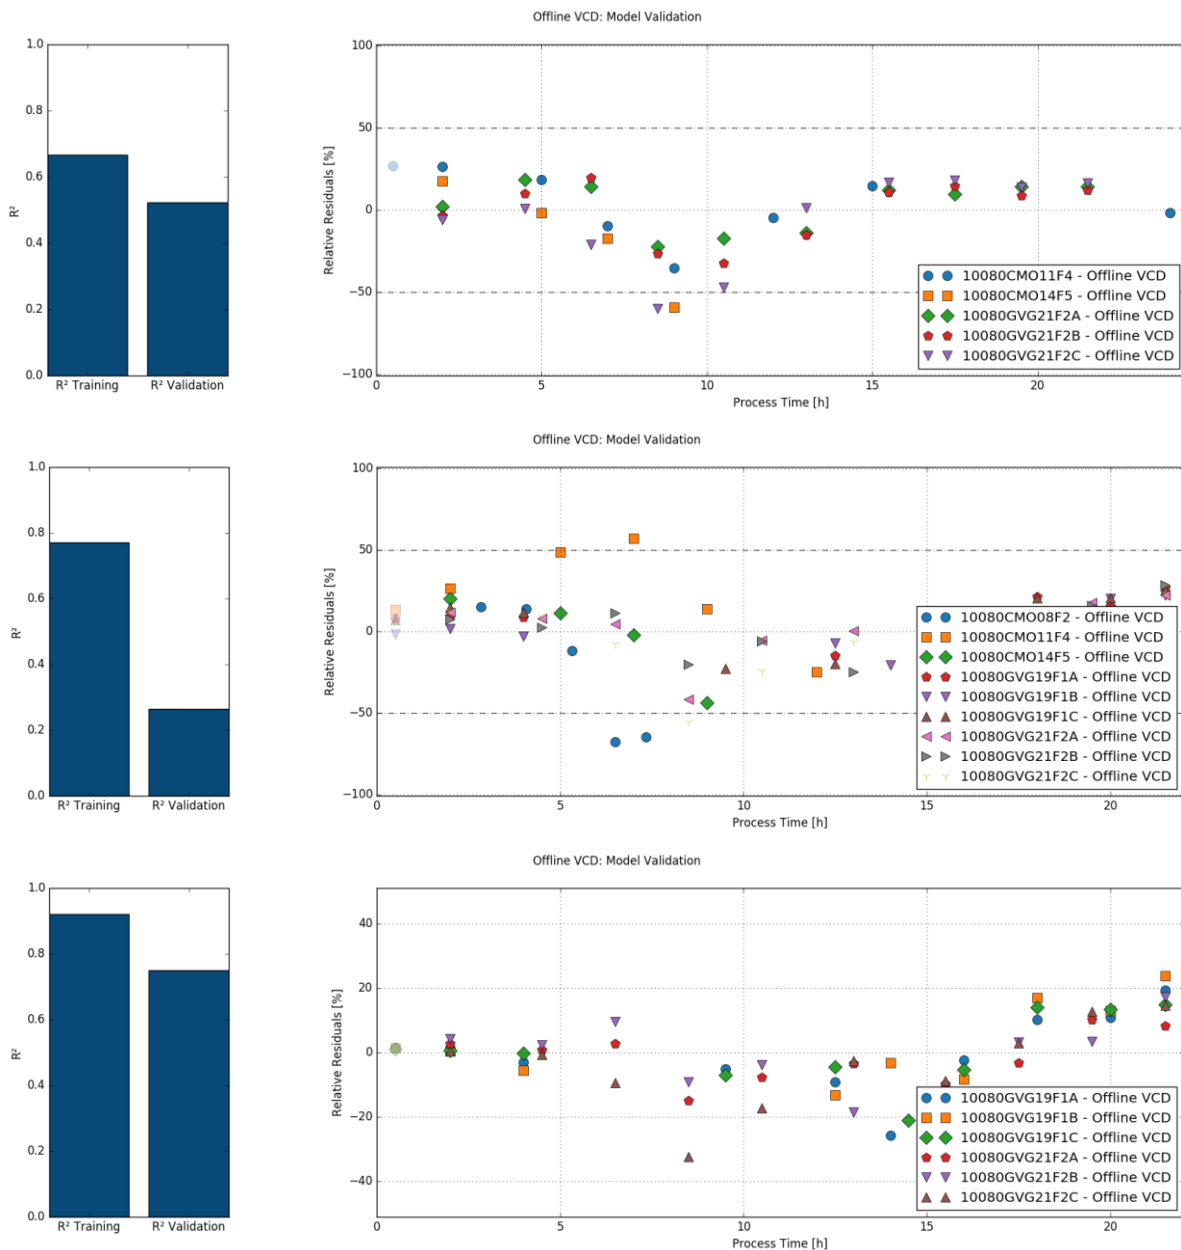 Offline VCD: Model Validation
1.0
0.8
0.6
0.4
0.2
0.0
R²
R² Training
R² Validation
100
50
0
−50
−100
Relative Residuals [%]
10080CMO11F4 - Offline VCD
10080CMO14F5 - Offline VCD
10080GVG21F2A - Offline VCD
10080GVG21F2B - Offline VCD
10080GVG21F2C - Offline VCD
0
5
10
15
20
Process Time [h]
Offline VCD: Model Validation
1.0
0.8
0.6
0.4
0.2
0.0
R²
R² Training
R² Validation
100
50
0
−50
−100
Relative Residuals [%]
10080CMO08F2 - Offline VCD
10080CMO11F4 - Offline VCD
10080CMO14F5 - Offline VCD
10080GVG19F1A - Offline VCD
10080GVG19F1B - Offline VCD
10080GVG19F1C - Offline VCD
10080GVG21F2A - Offline VCD
10080GVG21F2B - Offline VCD
10080GVG21F2C - Offline VCD
0
5
10
15
20
Process Time [h]
Offline VCD: Model Validation
1.0
0.8
0.6
0.4
0.2
0.0
R²
R² Training
R² Validation
40
20
0
−20
−40
Relative Residuals [%]
10080GVG19F1A - Offline VCD
10080GVG19F1B - Offline VCD
10080GVG19F1C - Offline VCD
10080GVG21F2A - Offline VCD
10080GVG21F2B - Offline VCD
10080GVG21F2C - Offline VCD
0
5
10
15
20
Process Time [h]